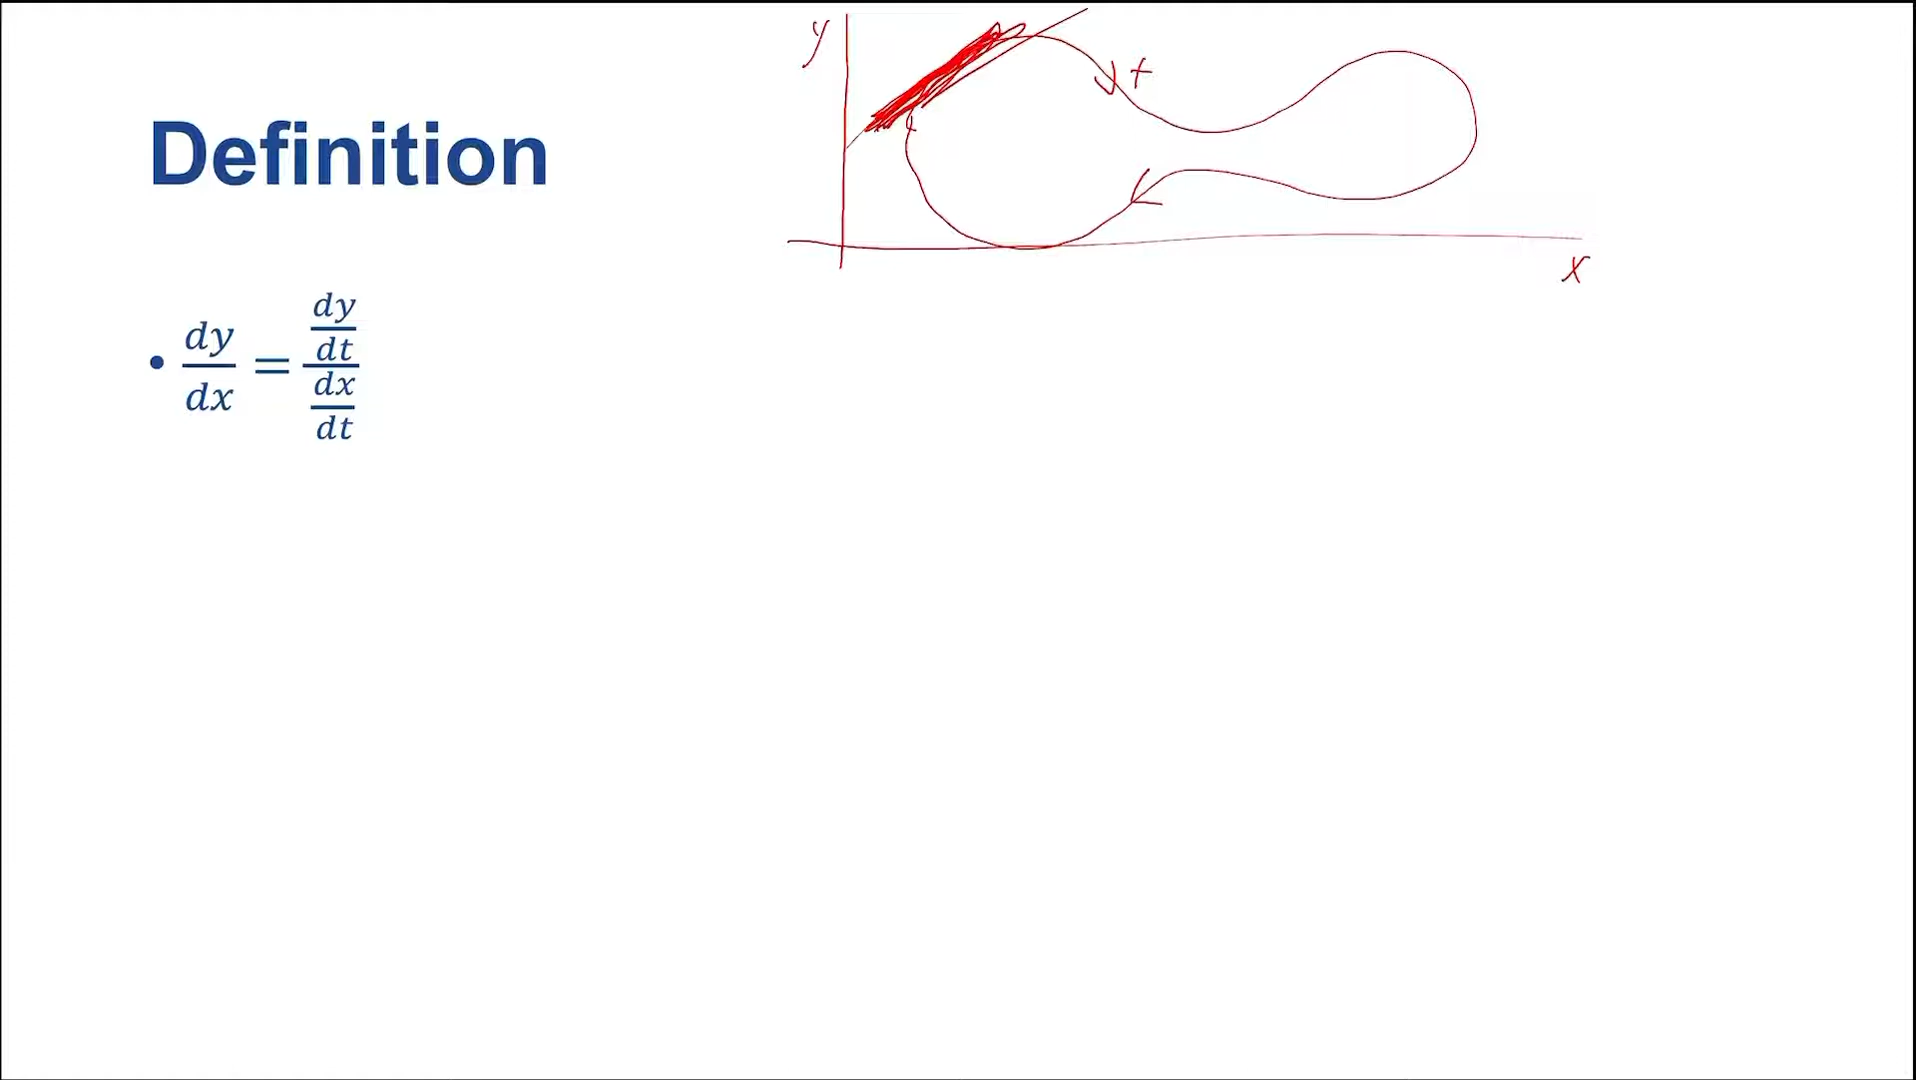 y
t
Definition
x
• dy/dx = (dy/dt)/(dx/dt)